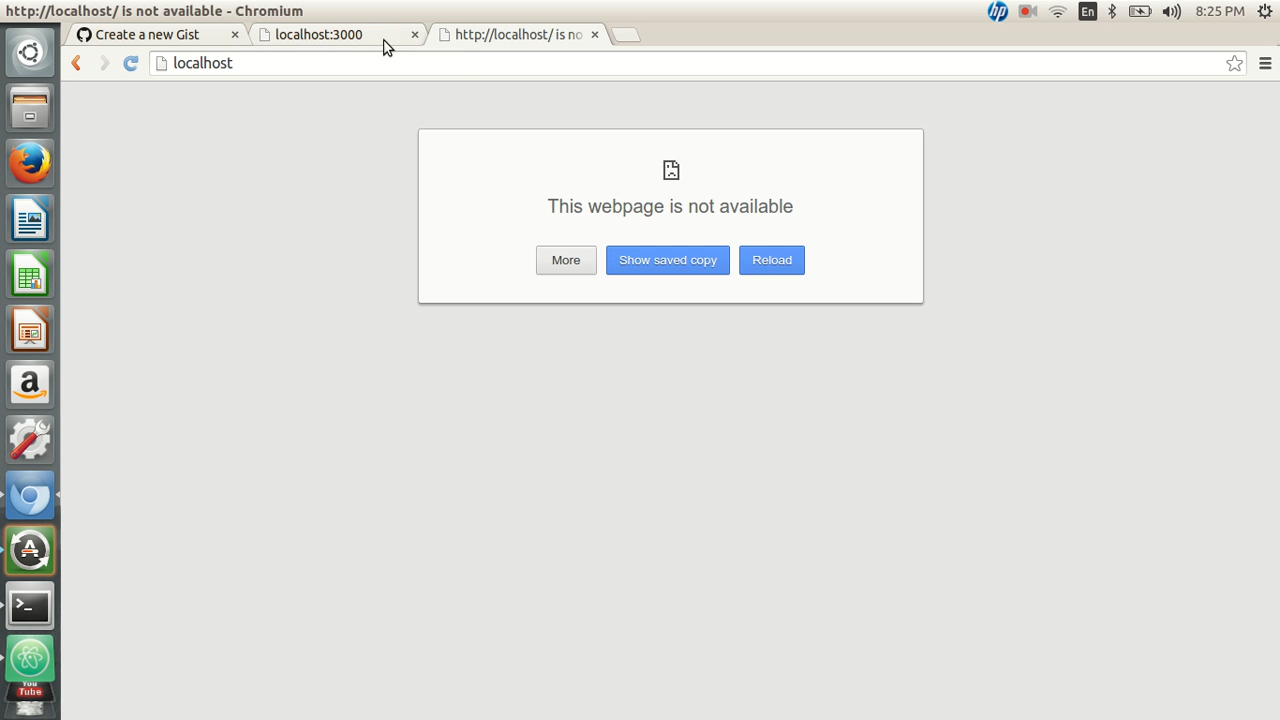 http://localhost/ is not available - Chromium
En
8:25 PM
Create a new Gist
localhost:3000
http://localhost/ is no
localhost
This webpage is not available
More
Show saved copy
Reload
a
A
>_
You
Tube